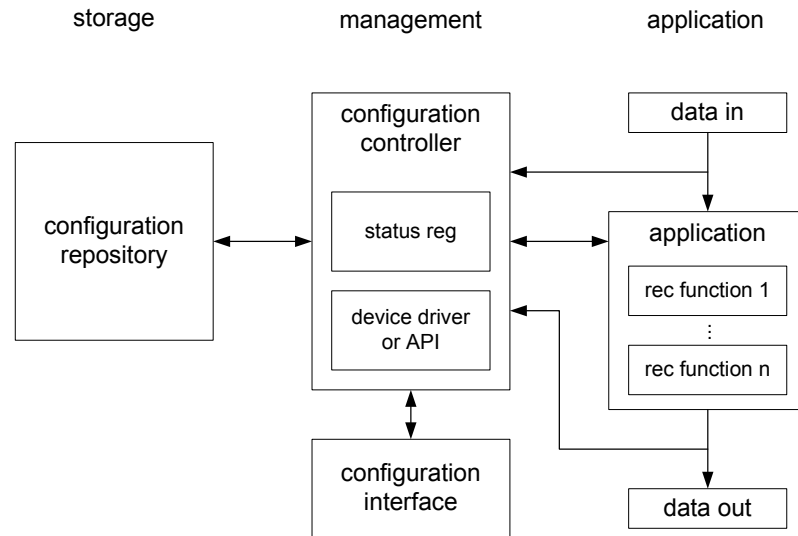 storage
management
application
configuration
repository
configuration
controller
status reg
device driver
or API
configuration
interface
data in
application
rec function 1
...
rec function n
data out